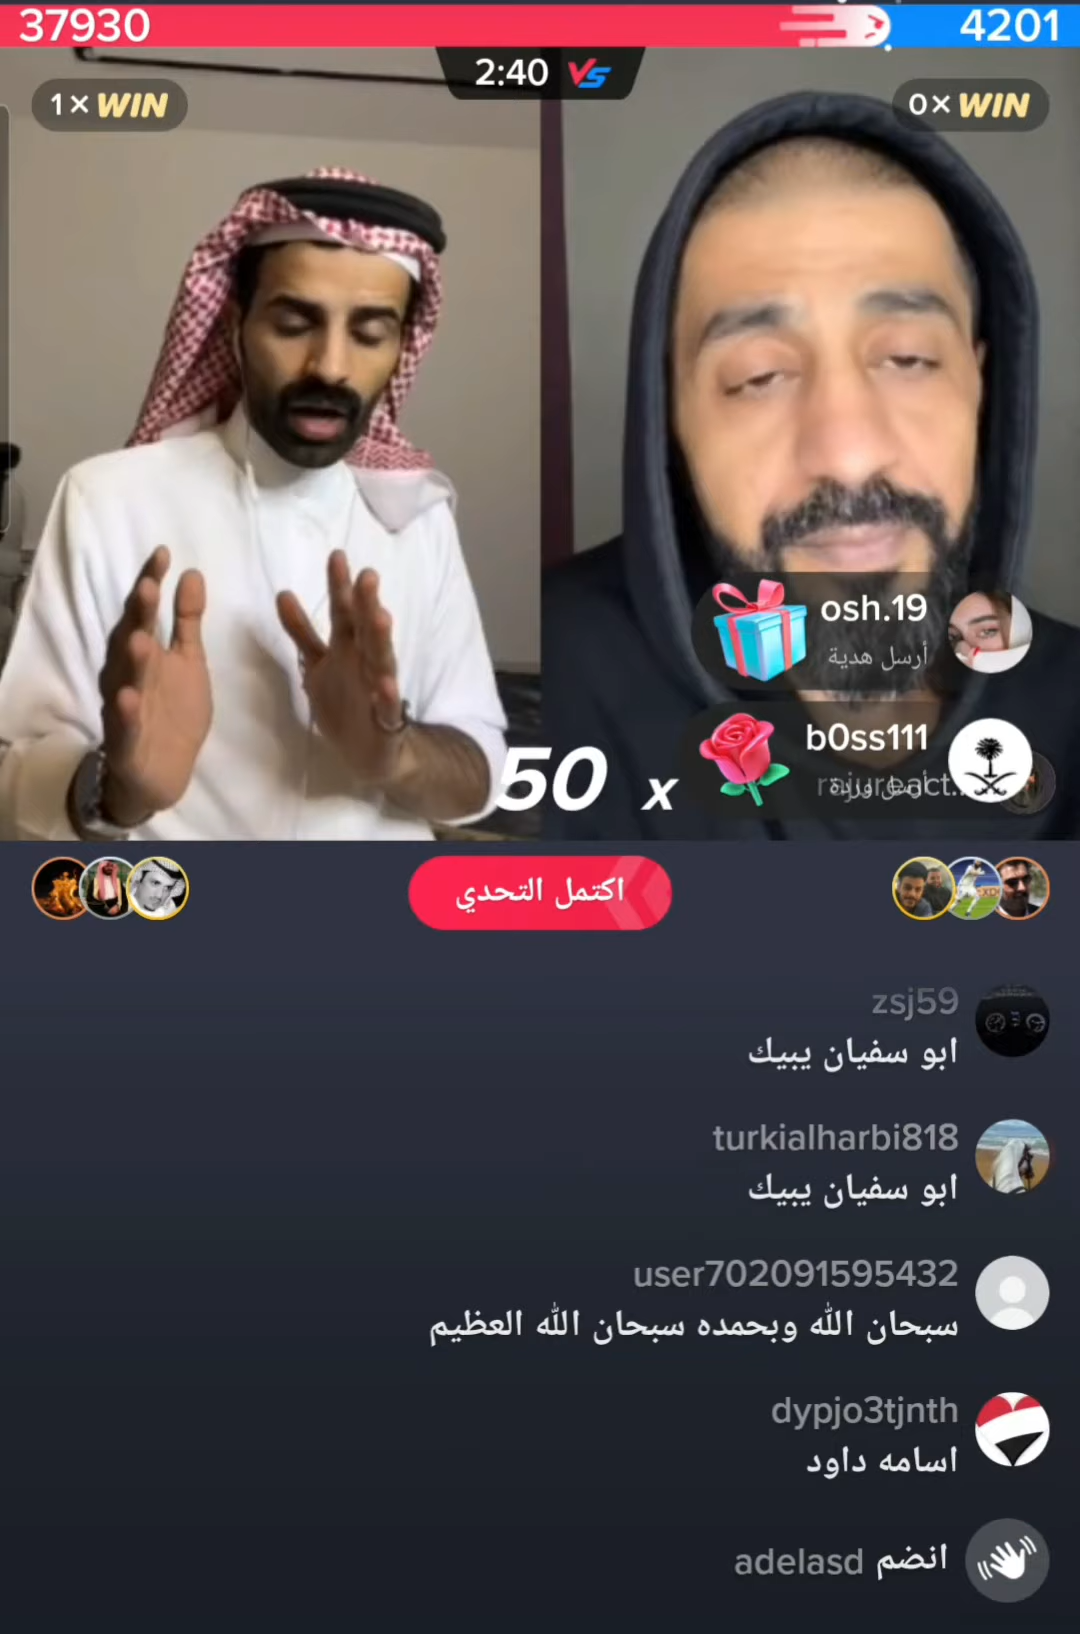 37930
4201
2:40 VS
1× WIN
0× WIN
osh.19
أرسل هدية
b0ss111
50 x
اكتمل التحدي
zsj59
ابو سفيان يبيك
turkialharbi818
ابو سفيان يبيك
user702091595432
سبحان الله وبحمده سبحان الله العظيم
dypjo3tjnth
اسامه داود
adelasd انضم